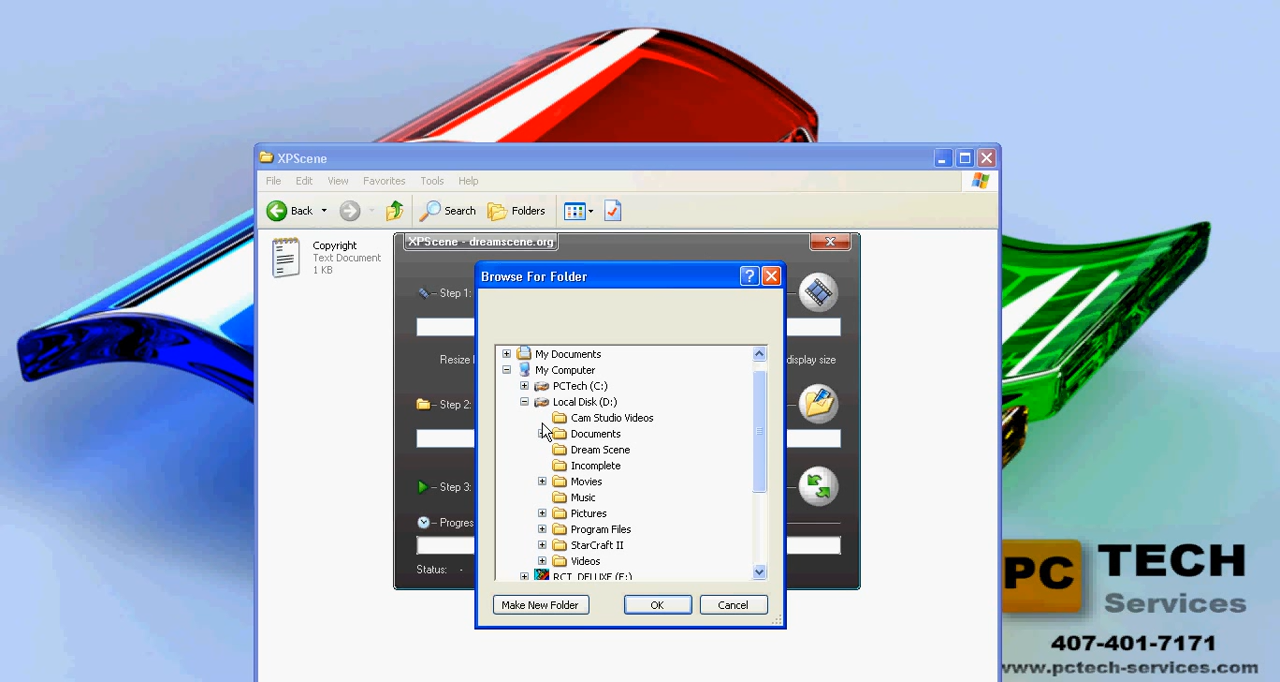 XPScene
File Edit View Favorites Tools Help
Back Search Folders
Copyright
Text Document
1 KB
XPScene - dreamscene.org
Browse For Folder
Step 1:
Resize
display size
Step 2:
Step 3:
Progres
Status: -
My Documents
My Computer
PCTech (C:)
Local Disk (D:)
Cam Studio Videos
Documents
Dream Scene
Incomplete
Movies
Music
Pictures
Program Files
StarCraft II
Videos
RCT_DELUXE (E:)
Make New Folder OK Cancel
PC TECH
Services
407-401-7171
www.pctech-services.com